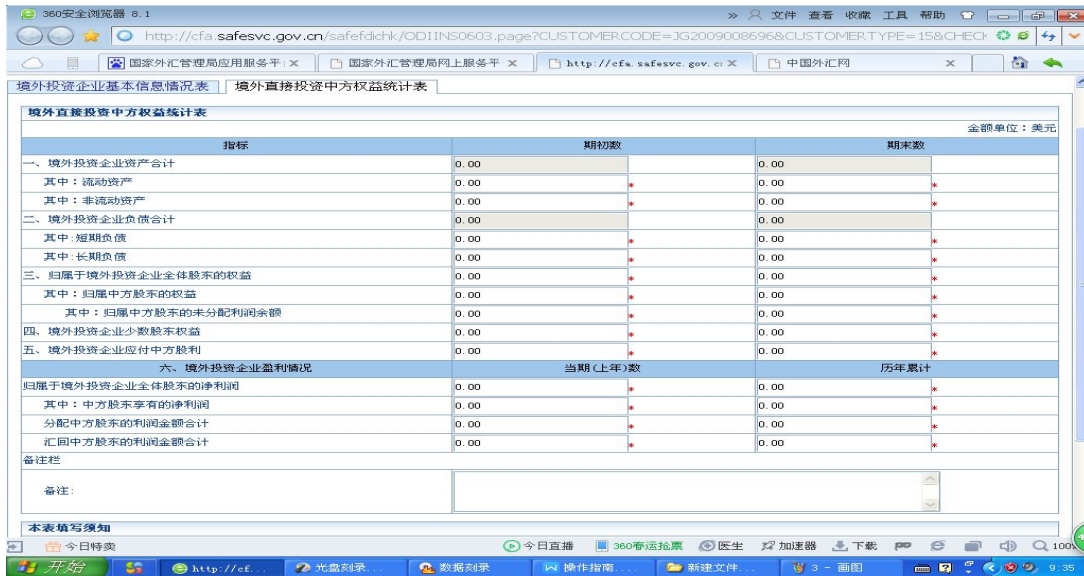 360安全浏览器 8.1 » 文件 查看 收藏 工具 帮助
http://cfa.safesvc.gov.cn/safefdichk/ODIINS0603.page?CUSTOMERCODE=JG2009008696&CUSTOMERTYPE=15&CHECK
国家外汇管理局应用服务平 × 国家外汇管理局网上服务平 × http://cfa.safesvc.gov.c × 中国外汇网 ×
境外投资企业基本信息情况表 境外直接投资中方权益统计表
境外直接投资中方权益统计表
金额单位：美元
指标 期初数 期末数
一、境外投资企业资产合计 0.00 0.00
其中：流动资产 0.00 * 0.00 *
其中：非流动资产 0.00 * 0.00 *
二、境外投资企业负债合计 0.00 0.00
其中:短期负债 0.00 * 0.00 *
其中:长期负债 0.00 * 0.00 *
三、归属于境外投资企业全体股东的权益 0.00 * 0.00 *
其中：归属中方股东的权益 0.00 * 0.00 *
其中：归属中方股东的未分配利润余额 0.00 * 0.00 *
四、境外投资企业少数股东权益 0.00 * 0.00 *
五、境外投资企业应付中方股利 0.00 * 0.00 *
六、境外投资企业盈利情况 当期(上年)数 历年累计
归属于境外投资企业全体股东的净利润 0.00 * 0.00 *
其中：中方股东享有的净利润 0.00 * 0.00 *
分配中方股东的利润金额合计 0.00 * 0.00 *
汇回中方股东的利润金额合计 0.00 * 0.00 *
备注栏
备注:
本表填写须知
今日特卖 今日直播 360春运抢票 医生 加速器 下载 100%
开始 http://cf... 光盘刻录... 数据刻录 操作指南.... 新建文件... 3 - 画图 9:35